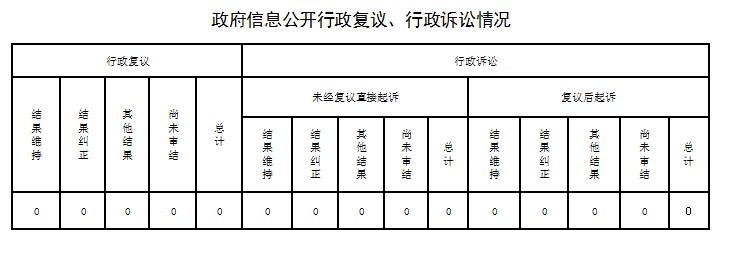 政府信息公开行政复议、行政诉讼情况
行政复议 行政诉讼
未经复议直接起诉 复议后起诉
结果维持 结果纠正 其他结果 尚未审结 总计 结果维持 结果纠正 其他结果 尚未审结 总计 结果维持 结果纠正 其他结果 尚未审结 总计
0 0 0 0 0 0 0 0 0 0 0 0 0 0 0